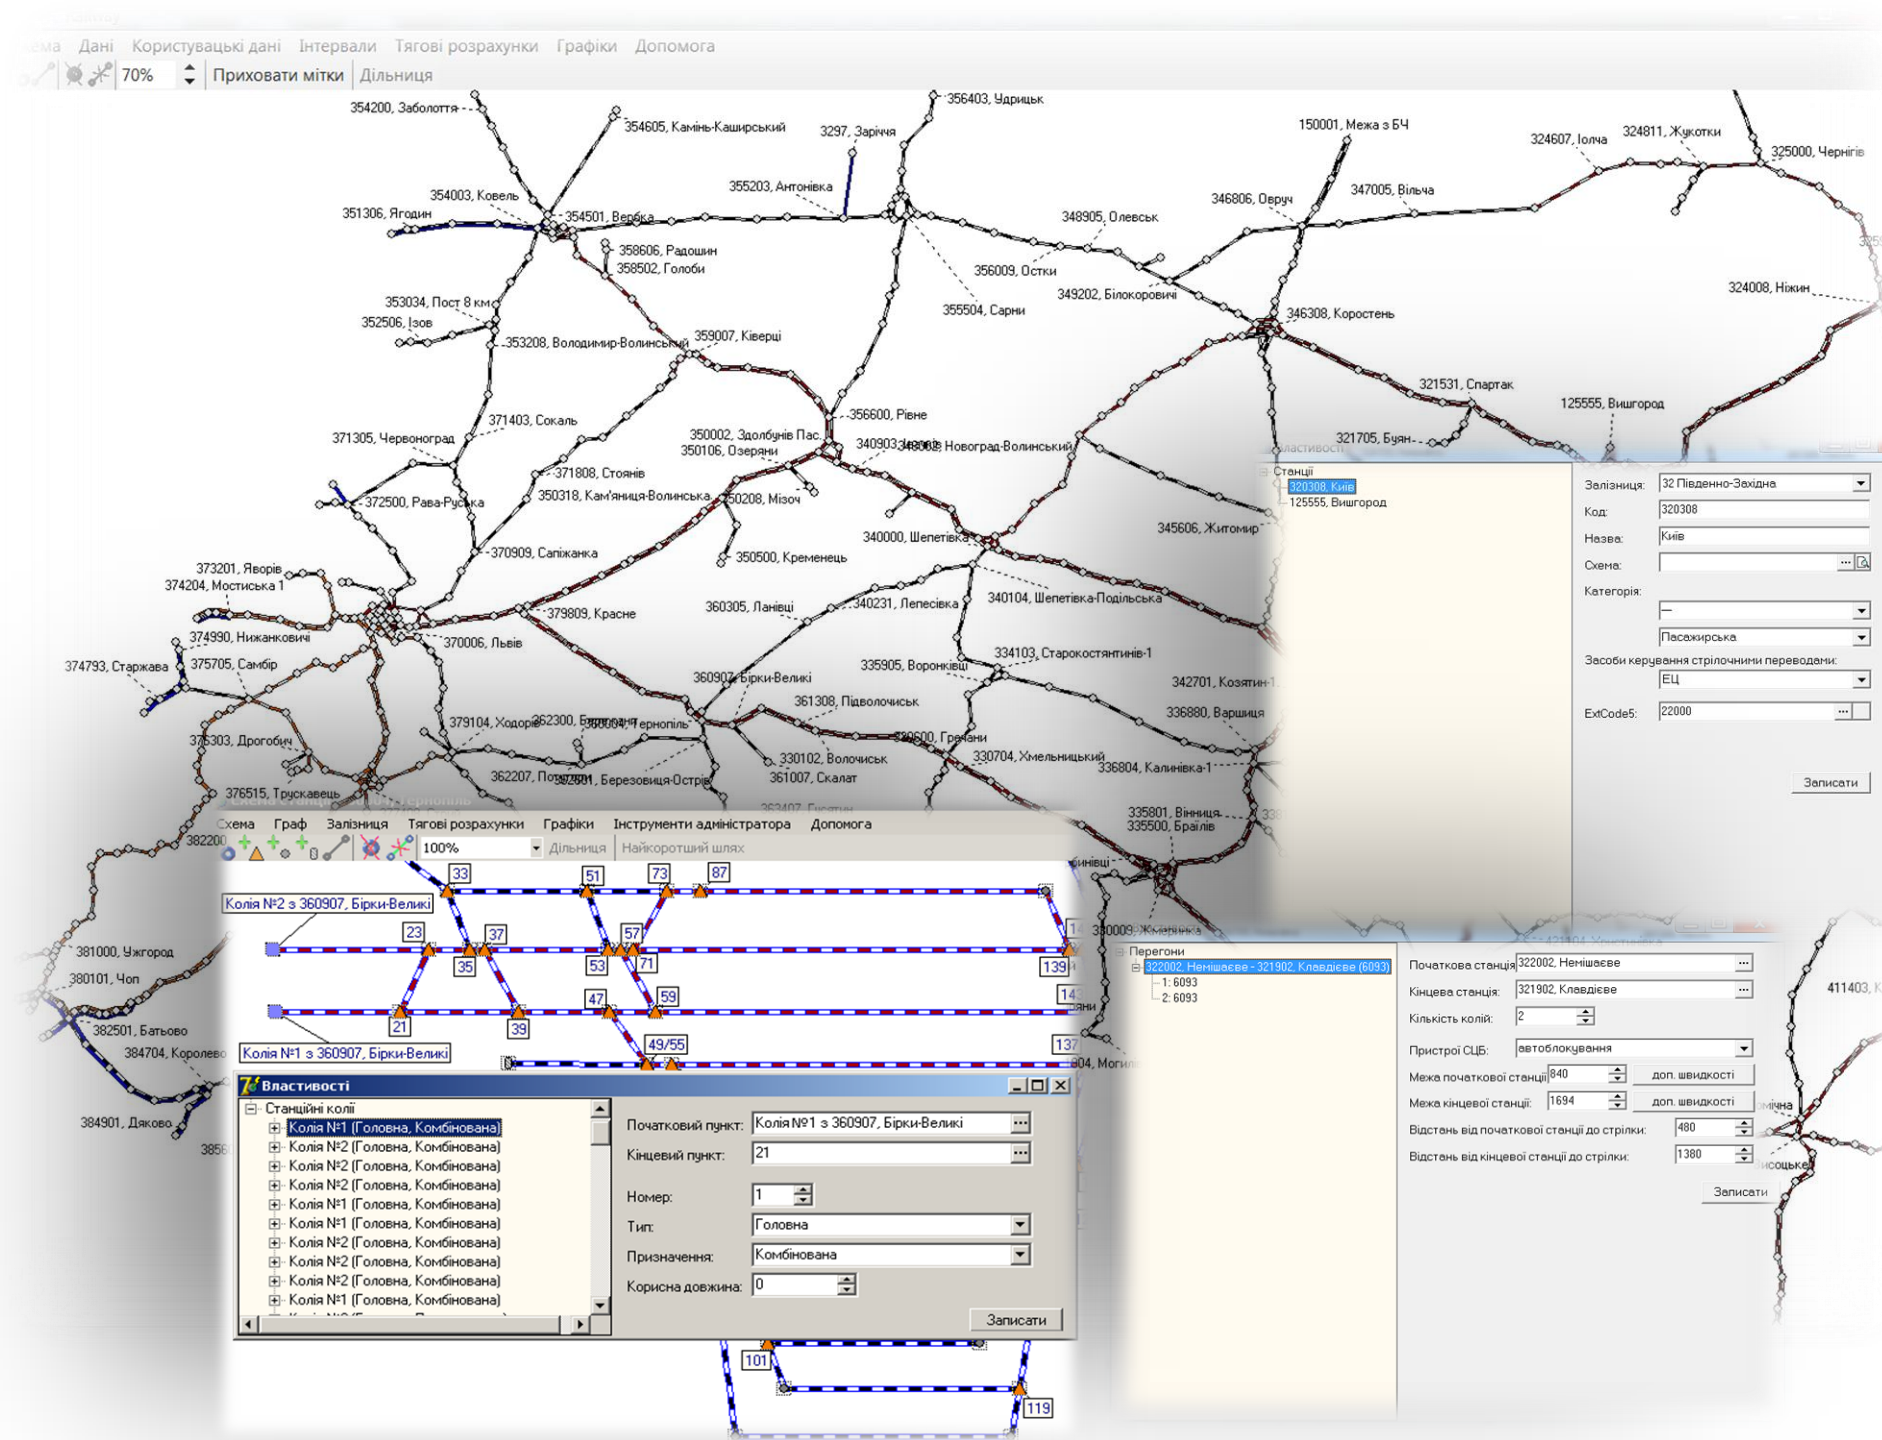 Дані Користувацькі дані Інтервали Тягові розрахунки Графіки Допомога
70% Приховати мітки Дільниця
354200, Заболоття
354605, Камінь-Каширський
3297, Заріччя
356403, Удрицьк
150001, Межа з БЧ
324607, Іолча
324811, Жукотки
325000, Чернігів
355203, Антонівка
354003, Ковель
351306, Ягодин
354501, Вербка
348905, Олевськ
346806, Овруч
347005, Вільча
358606, Радошин
358502, Голоби
356009, Остки
349202, Білокоровичі
324008, Ніжин
353034, Пост 8 км
352506, Ізов
355504, Сарни
346308, Коростень
353208, Володимир-Волинський
359007, Ківерці
321531, Спартак
125555, Вишгород
371403, Сокаль
371305, Червоноград
356600, Рівне
350002, Здолбунів Пас.
350106, Озеряни
Новоград-Волинський
321705, Буян
371808, Стоянів
350318, Кам'яниця-Волинська
350208, Мізоч
372500, Рава-Руська
345606, Житомир
340000, Шепетівка
370909, Сапіжанка
350500, Кременець
373201, Яворів
374204, Мостиська 1
360305, Ланівці
340231, Лепесівка
340104, Шепетівка-Подільська
379809, Красне
374990, Нижанковичі
370006, Львів
374793, Старжава
375705, Самбір
334103, Старокостянтинів-1
335905, Воронківці
360907, Бірки-Великі
342701, Козятин-1
361308, Підволочиськ
336880, Варшиця
379104, Ходорів
Тернопіль
Гречани
375303, Дрогобич
330102, Волочиськ
330704, Хмельницький
336804, Калинівка-1
362207,
Березовиця-Острів
361007, Скалат
376515, Трускавець
335801, Вінниця
335500, Браїлів
382200
330009, Жмеринка
381000, Ужгород
380101, Чоп
382501, Батьово
384704, Королево
384901, Дяково
411403, К
Властивості
Станції
320308, Київ
125555, Вишгород
Залізниця: 32 Південно-Західна
Код: 320308
Назва: Київ
Схема:
Категорія:
—
Пасажирська
Засоби керування стрілочними переводами:
ЕЦ
ExtCode5: 22000
Записати
Схема Граф Залізниця Тягові розрахунки Графіки Інструменти адміністратора Допомога
100% Дільниця Найкоротший шлях
33 51 73 87
Колія №2 з 360907, Бірки-Великі
23 37 57
35 53 71 139
47 59
21 39
49/55 137
Колія №1 з 360907, Бірки-Великі
Властивості
Станційні колії
Колія №1 (Головна, Комбінована)
Колія №2 (Головна, Комбінована)
Колія №2 (Головна, Комбінована)
Колія №2 (Головна, Комбінована)
Колія №1 (Головна, Комбінована)
Колія №1 (Головна, Комбінована)
Колія №2 (Головна, Комбінована)
Колія №2 (Головна, Комбінована)
Колія №2 (Головна, Комбінована)
Колія №1 (Головна, Комбінована)
Початковий пункт: Колія №1 з 360907, Бірки-Великі
Кінцевий пункт: 21
Номер: 1
Тип: Головна
Призначення: Комбінована
Корисна довжина: 0
Записати
101
119
Перегони
322002, Немішаєве - 321902, Клавдієве (6093)
1: 6093
2: 6093
Початкова станція 322002, Немішаєве
Кінцева станція: 321902, Клавдієве
Кількість колій: 2
Пристрої СЦБ: автоблокування
Межа початкової станції 840 доп. швидкості
Межа кінцевої станції: 1694 доп. швидкості
Відстань від початкової станції до стрілки: 480
Відстань від кінцевої станції до стрілки: 1380
Записати